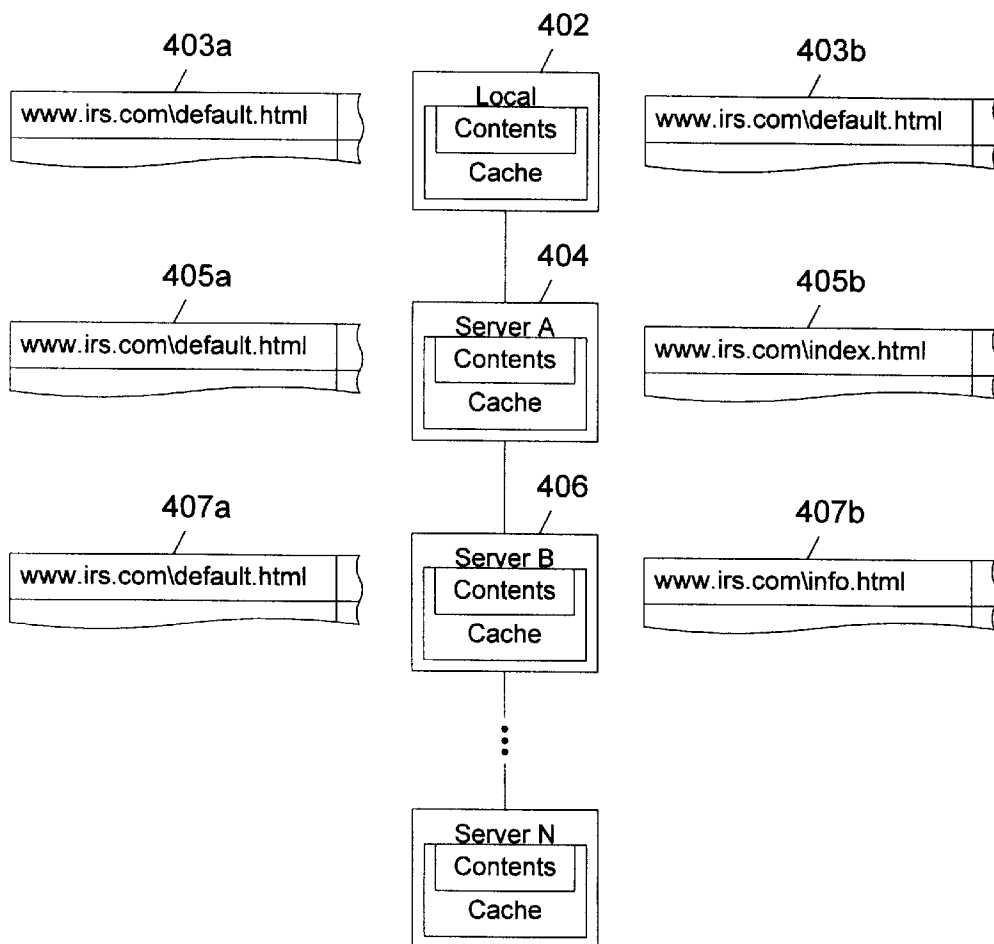 402
403a
403b
www.irs.com\default.html
Local
Contents
Cache
www.irs.com\default.html
404
405a
405b
www.irs.com\default.html
Server A
Contents
Cache
www.irs.com\index.html
406
407a
407b
www.irs.com\default.html
Server B
Contents
Cache
www.irs.com\info.html
Server N
Contents
Cache